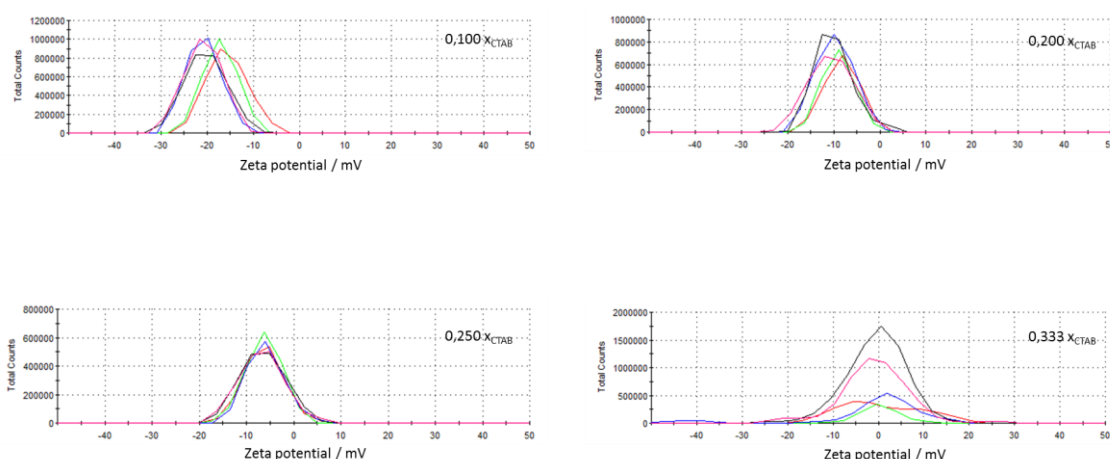 0,100 xCTAB
Total Counts
1200000
1000000
800000
600000
400000
200000
0
-40 -30 -20 -10 0 10 20 30 40 50
Zeta potential / mV
0,200 xCTAB
Total Counts
1000000
800000
600000
400000
200000
0
-40 -30 -20 -10 0 10 20 30 40 50
Zeta potential / mV
0,250 xCTAB
Total Counts
800000
600000
400000
200000
0
-40 -30 -20 -10 0 10 20 30 40 50
Zeta potential / mV
0,333 xCTAB
Total Counts
2000000
1500000
1000000
500000
0
-40 -30 -20 -10 0 10 20 30 40 50
Zeta potential / mV